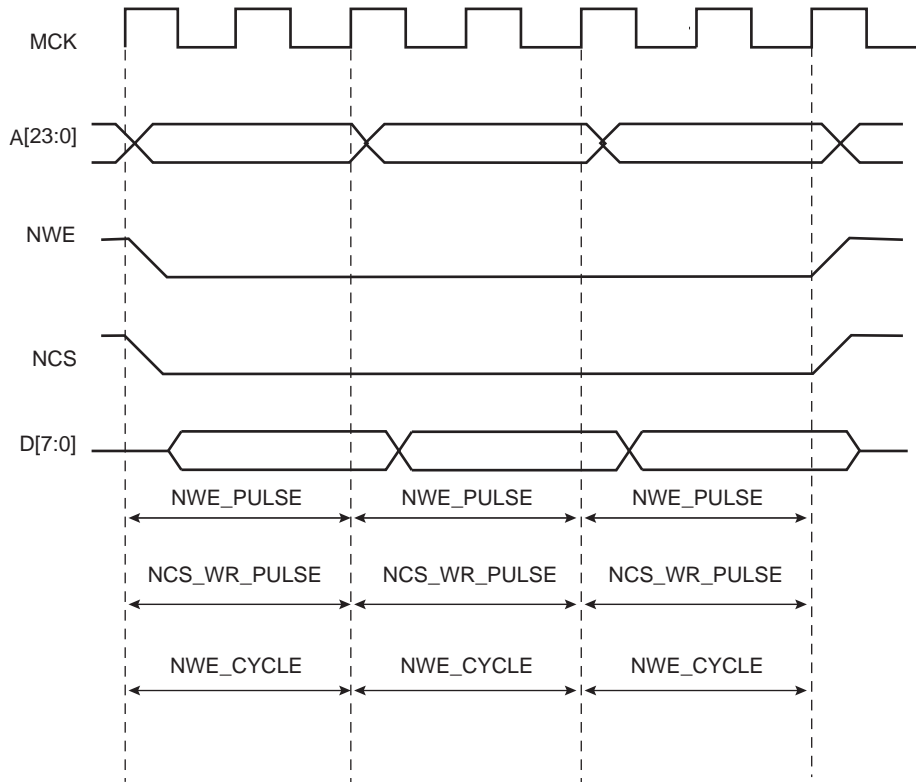 MCK
A[23:0]
NWE
NCS
D[7:0]
NWE_PULSE NWE_PULSE NWE_PULSE
NCS_WR_PULSE NCS_WR_PULSE NCS_WR_PULSE
NWE_CYCLE NWE_CYCLE NWE_CYCLE